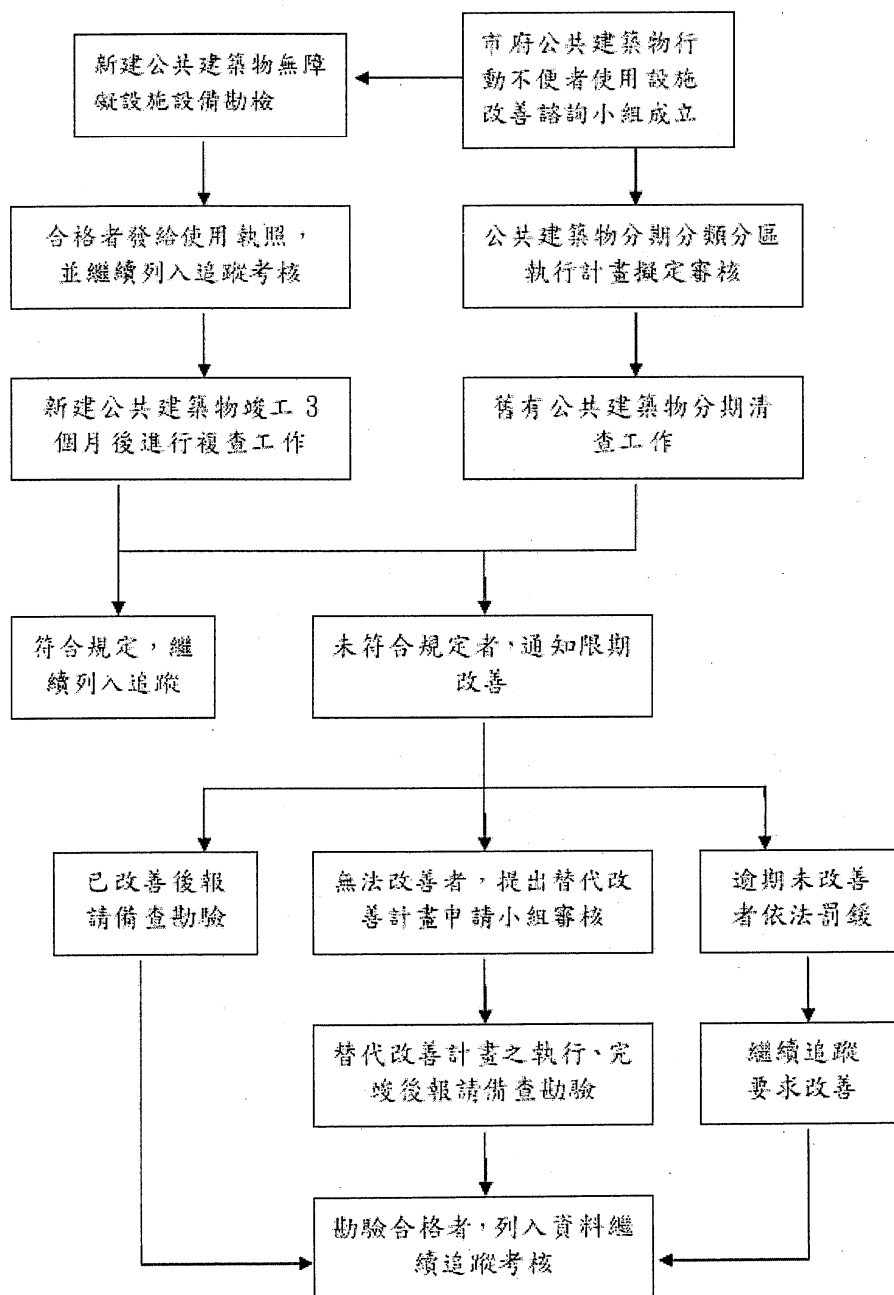 市府公共建築物行
動不便者使用設施
改善諮詢小組成立
新建公共建築物無障
礙設施設備勘檢
合格者發給使用執照，
並繼續列入追蹤考核
公共建築物分期分類分區
執行計畫擬定審核
新建公共建築物竣工3
個月後進行複查工作
舊有公共建築物分期清
查工作
符合規定，繼
續列入追蹤
未符合規定者，通知限期
改善
已改善後報
請備查勘驗
無法改善者，提出替代改
善計畫申請小組審核
逾期未改善
者依法罰鍰
替代改善計畫之執行、完
竣後報請備查勘驗
繼續追蹤
要求改善
勘驗合格者，列入資料繼
續追蹤考核